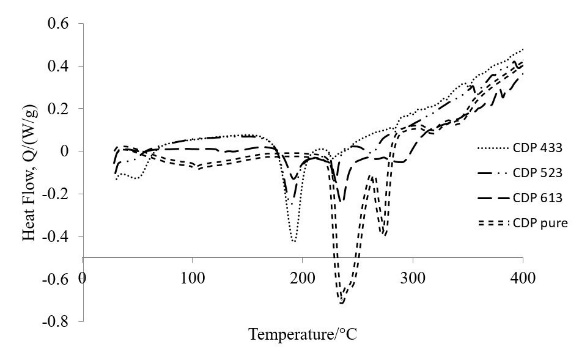 0.6
0.4
0.2
0
-0.2
-0.4
-0.6
-0.8
Heat Flow, Q/(W/g)
0 100 200 300 400
Temperature/°C
CDP 433
CDP 523
CDP 613
CDP pure